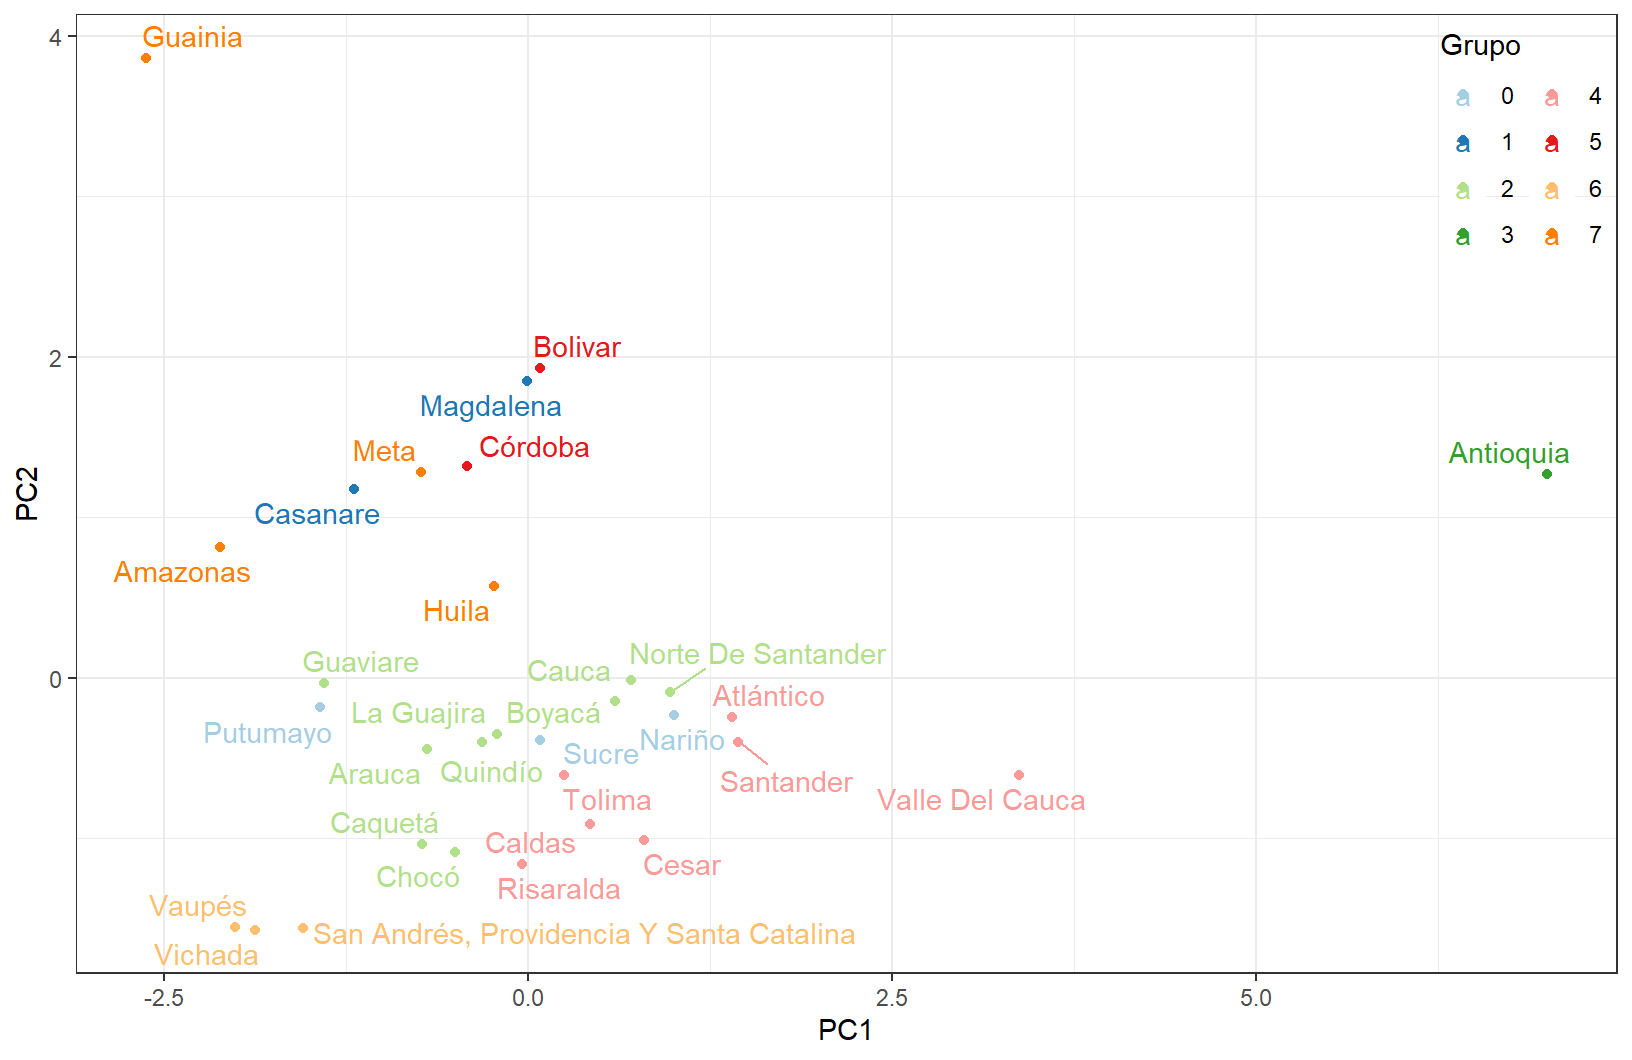 Guainia
Grupo
a 0 a 4
a 1 a 5
a 2 a 6
a 3 a 7
Bolivar
Magdalena
Meta
Córdoba
Antioquia
Casanare
Amazonas
Huila
Guaviare
Cauca
Norte De Santander
Atlántico
La Guajira
Boyacá
Putumayo
Nariño
Sucre
Arauca
Quindío
Santander
Tolima
Valle Del Cauca
Caquetá
Caldas
Cesar
Chocó
Risaralda
Vaupés
San Andrés, Providencia Y Santa Catalina
Vichada
4
2
0
PC2
-2.5 0.0 2.5 5.0
PC1